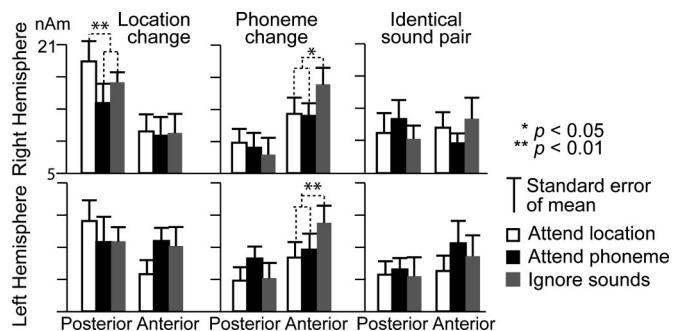 nAm
Location
change
Phoneme
change
Identical
sound pair
21
**
*
Right Hemisphere
5
* p < 0.05
** p < 0.01
Standard error
of mean
**
Left Hemisphere
Attend location
Attend phoneme
Ignore sounds
Posterior Anterior Posterior Anterior Posterior Anterior